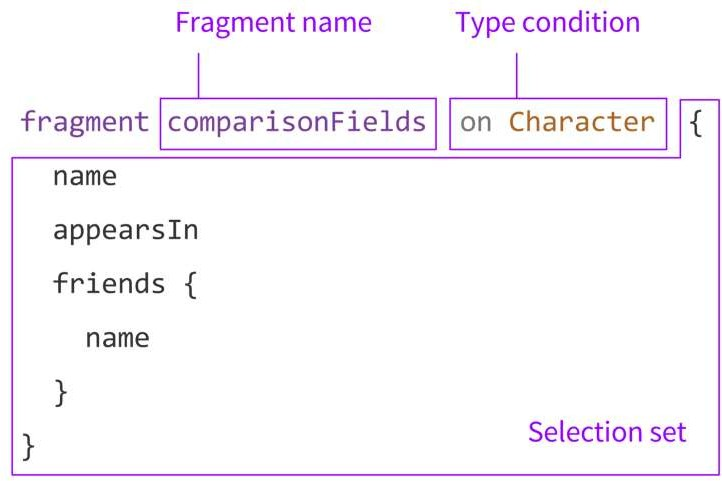 Fragment name Type condition
fragment comparisonFields on Character {
name
appearsIn
friends {
name
}
Selection set
}